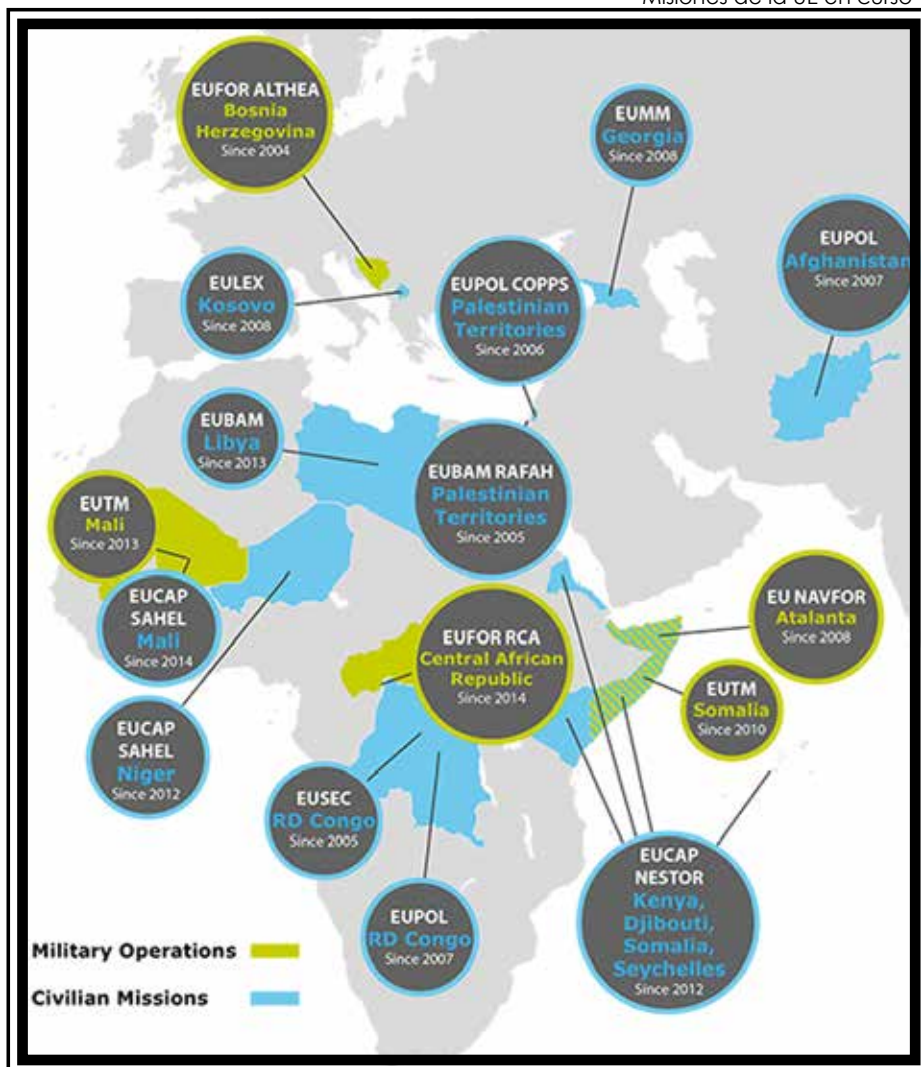 Misiones de la UE en curso
EUFOR ALTHEA
Bosnia
Herzegovina
Since 2004
EUMM
Georgia
Since 2008
EUPOL
Afghanistan
Since 2007
EULEX
Kosovo
Since 2008
EUPOL COPPS
Palestinian
Territories
Since 2006
EUBAM
Libya
Since 2013
EUBAM RAFAH
Palestinian
Territories
Since 2005
EUTM
Mali
Since 2013
EUCAP
SAHEL
Mali
Since 2014
EUFOR RCA
Central African
Republic
Since 2014
EU NAVFOR
Atalanta
Since 2008
EUTM
Somalia
Since 2010
EUCAP
SAHEL
Niger
Since 2012
EUSEC
RD Congo
Since 2005
EUPOL
RD Congo
Since 2007
EUCAP
NESTOR
Kenya,
Djibouti,
Somalia,
Seychelles
Since 2012
Military Operations
Civilian Missions